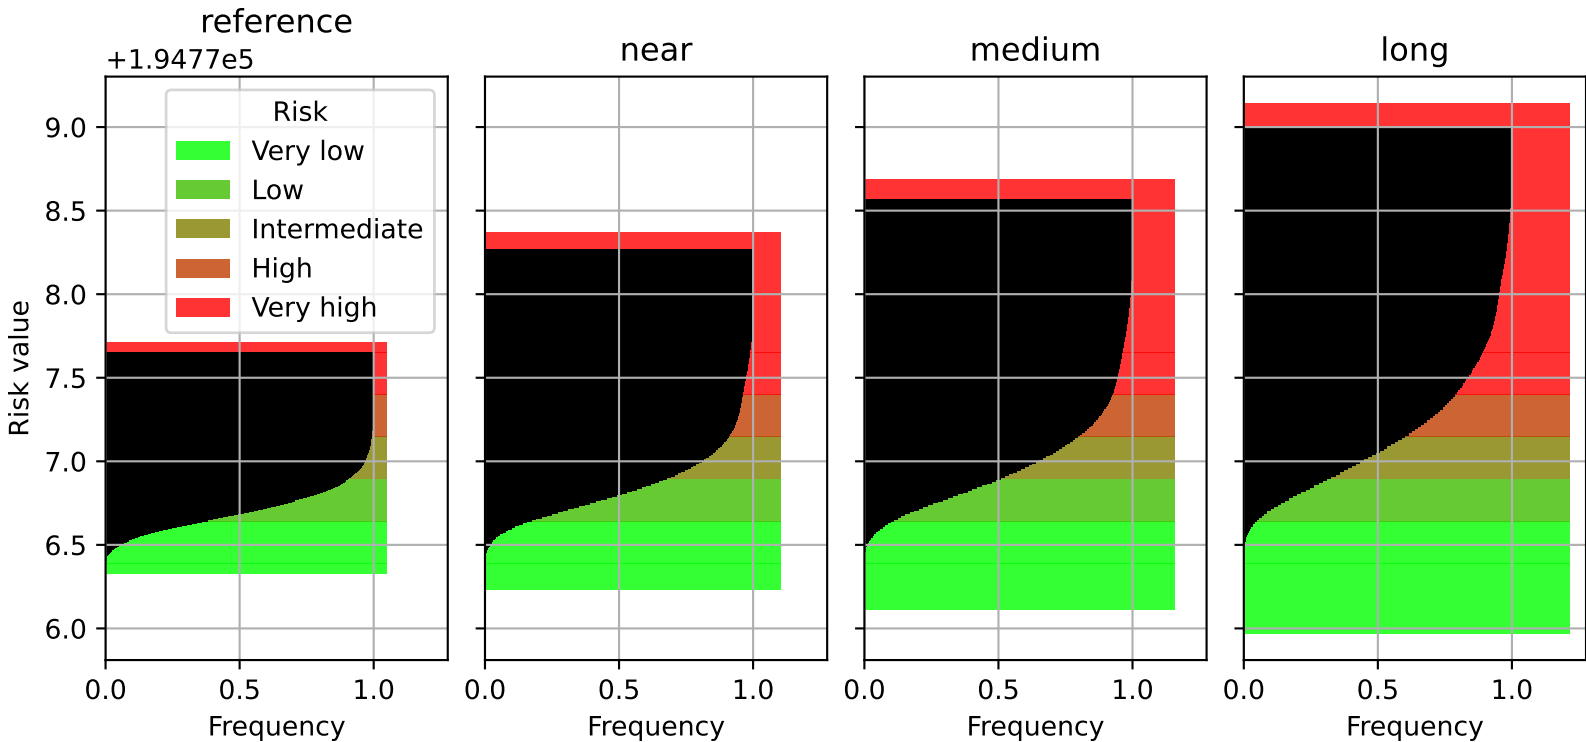 reference
near
medium
long
+1.9477e5
Risk value
9.0
8.5
8.0
7.5
7.0
6.5
6.0
Risk
Very low
Low
Intermediate
High
Very high
0.0 0.5 1.0
0.0 0.5 1.0
0.0 0.5 1.0
0.0 0.5 1.0
Frequency
Frequency
Frequency
Frequency